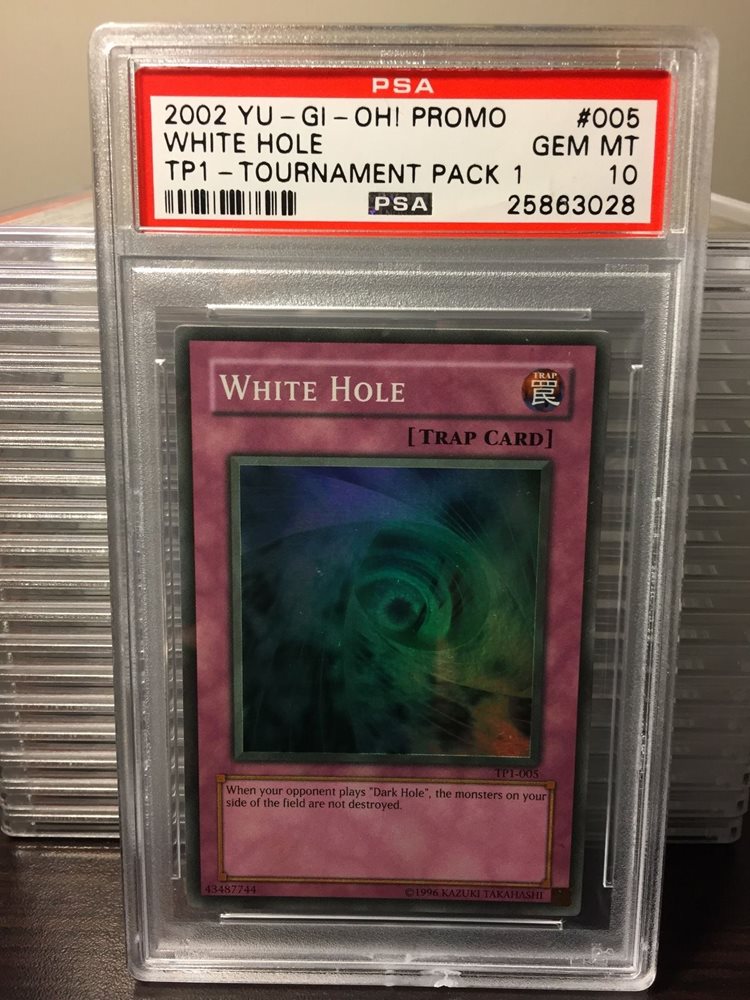 PSA
2002 YU-GI-OH! PROMO #005
WHITE HOLE GEM MT
TP1-TOURNAMENT PACK 1 10
PSA 25863028
WHITE HOLE
TRAP
罠
[TRAP CARD]
TP1-005
When your opponent plays "Dark Hole", the monsters on your
side of the field are not destroyed.
43487744 ©1996 KAZUKI TAKAHASHI